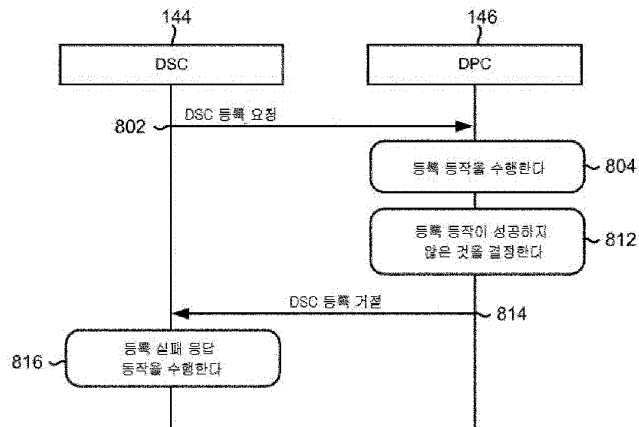 144
146
DSC
DPC
DSC 등록 요청
802
등록 동작을 수행한다
804
등록 동작이 성공하지
않은 것을 결정한다
812
DSC 등록 거절
814
등록 실패 응답
동작을 수행한다
816